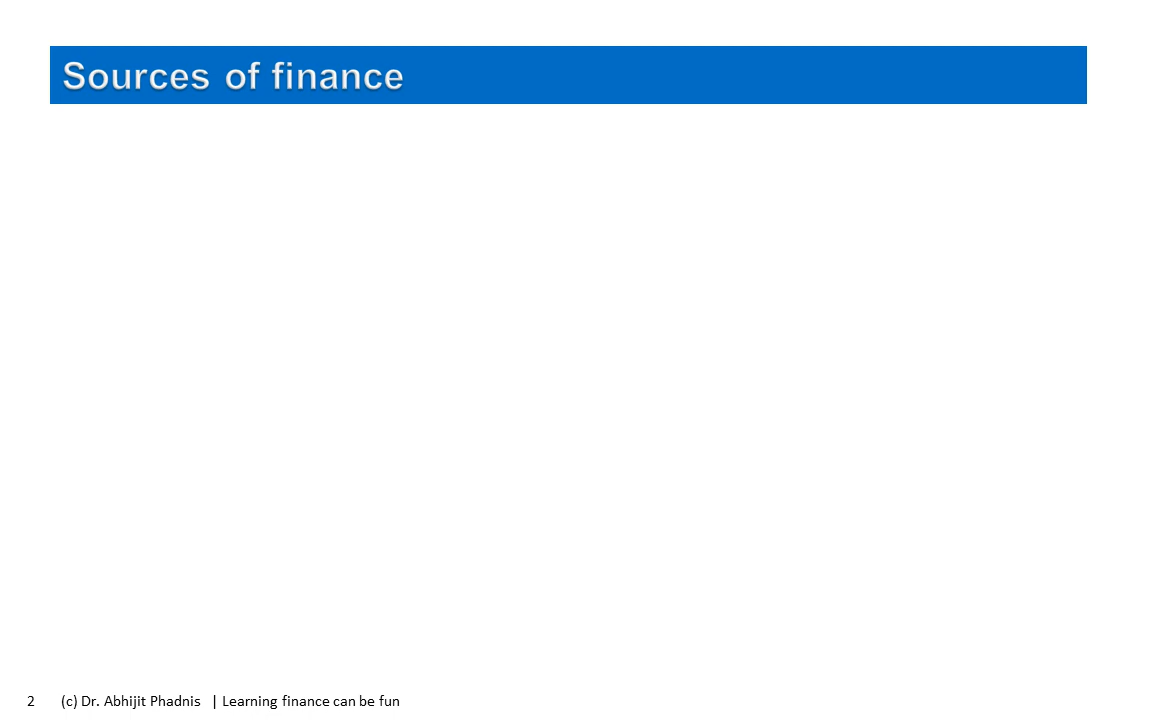 Sources of finance
2 (c) Dr. Abhijit Phadnis | Learning finance can be fun